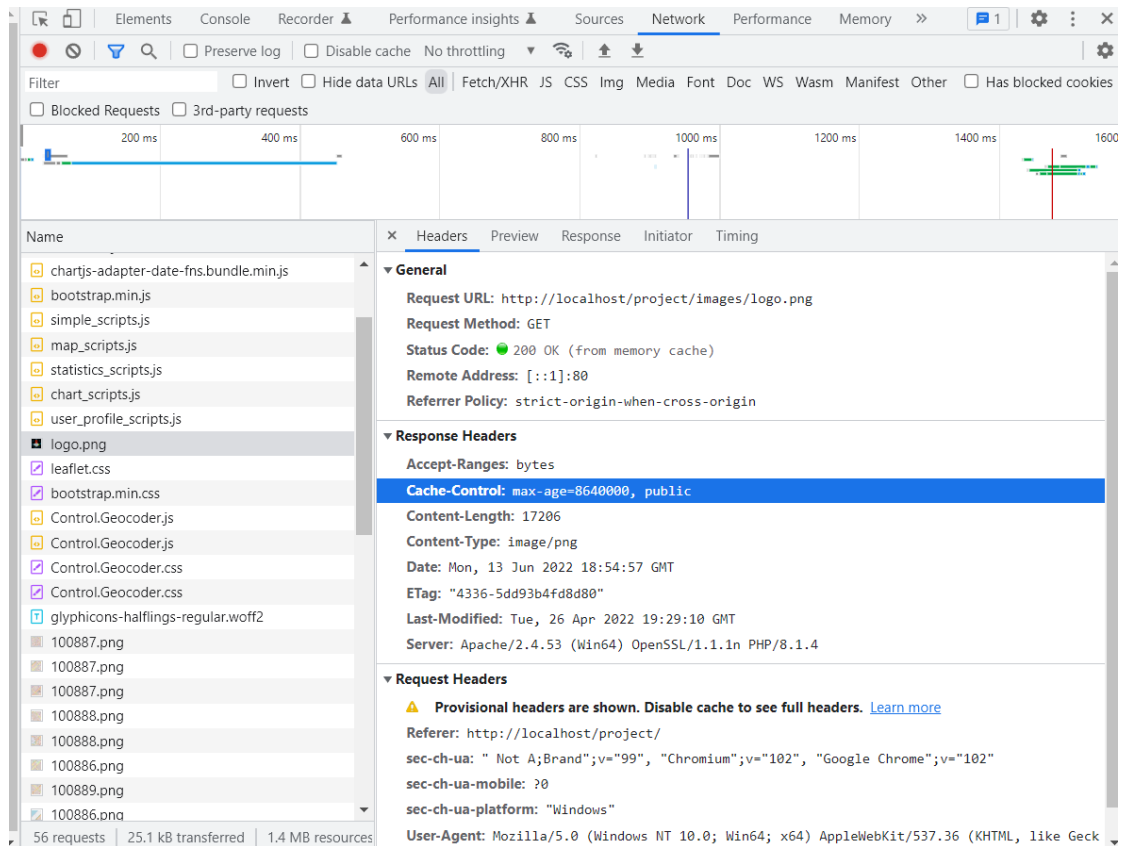 Elements Console Recorder Performance insights Sources Network Performance Memory » 1
Preserve log Disable cache No throttling
Filter Invert Hide data URLs All Fetch/XHR JS CSS Img Media Font Doc WS Wasm Manifest Other Has blocked cookies
Blocked Requests 3rd-party requests
200 ms 400 ms 600 ms 800 ms 1000 ms 1200 ms 1400 ms 1600
Name
chartjs-adapter-date-fns.bundle.min.js
bootstrap.min.js
simple_scripts.js
map_scripts.js
statistics_scripts.js
chart_scripts.js
user_profile_scripts.js
logo.png
leaflet.css
bootstrap.min.css
Control.Geocoder.js
Control.Geocoder.js
Control.Geocoder.css
Control.Geocoder.css
glyphicons-halflings-regular.woff2
100887.png
100887.png
100887.png
100888.png
100888.png
100886.png
100889.png
100886.png
56 requests 25.1 kB transferred 1.4 MB resources
× Headers Preview Response Initiator Timing
General
Request URL: http://localhost/project/images/logo.png
Request Method: GET
Status Code: 200 OK (from memory cache)
Remote Address: [::1]:80
Referrer Policy: strict-origin-when-cross-origin
Response Headers
Accept-Ranges: bytes
Cache-Control: max-age=8640000, public
Content-Length: 17206
Content-Type: image/png
Date: Mon, 13 Jun 2022 18:54:57 GMT
ETag: "4336-5dd93b4fd8d80"
Last-Modified: Tue, 26 Apr 2022 19:29:10 GMT
Server: Apache/2.4.53 (Win64) OpenSSL/1.1.1n PHP/8.1.4
Request Headers
Provisional headers are shown. Disable cache to see full headers. Learn more
Referer: http://localhost/project/
sec-ch-ua: " Not A;Brand";v="99", "Chromium";v="102", "Google Chrome";v="102"
sec-ch-ua-mobile: ?0
sec-ch-ua-platform: "Windows"
User-Agent: Mozilla/5.0 (Windows NT 10.0; Win64; x64) AppleWebKit/537.36 (KHTML, like Geck